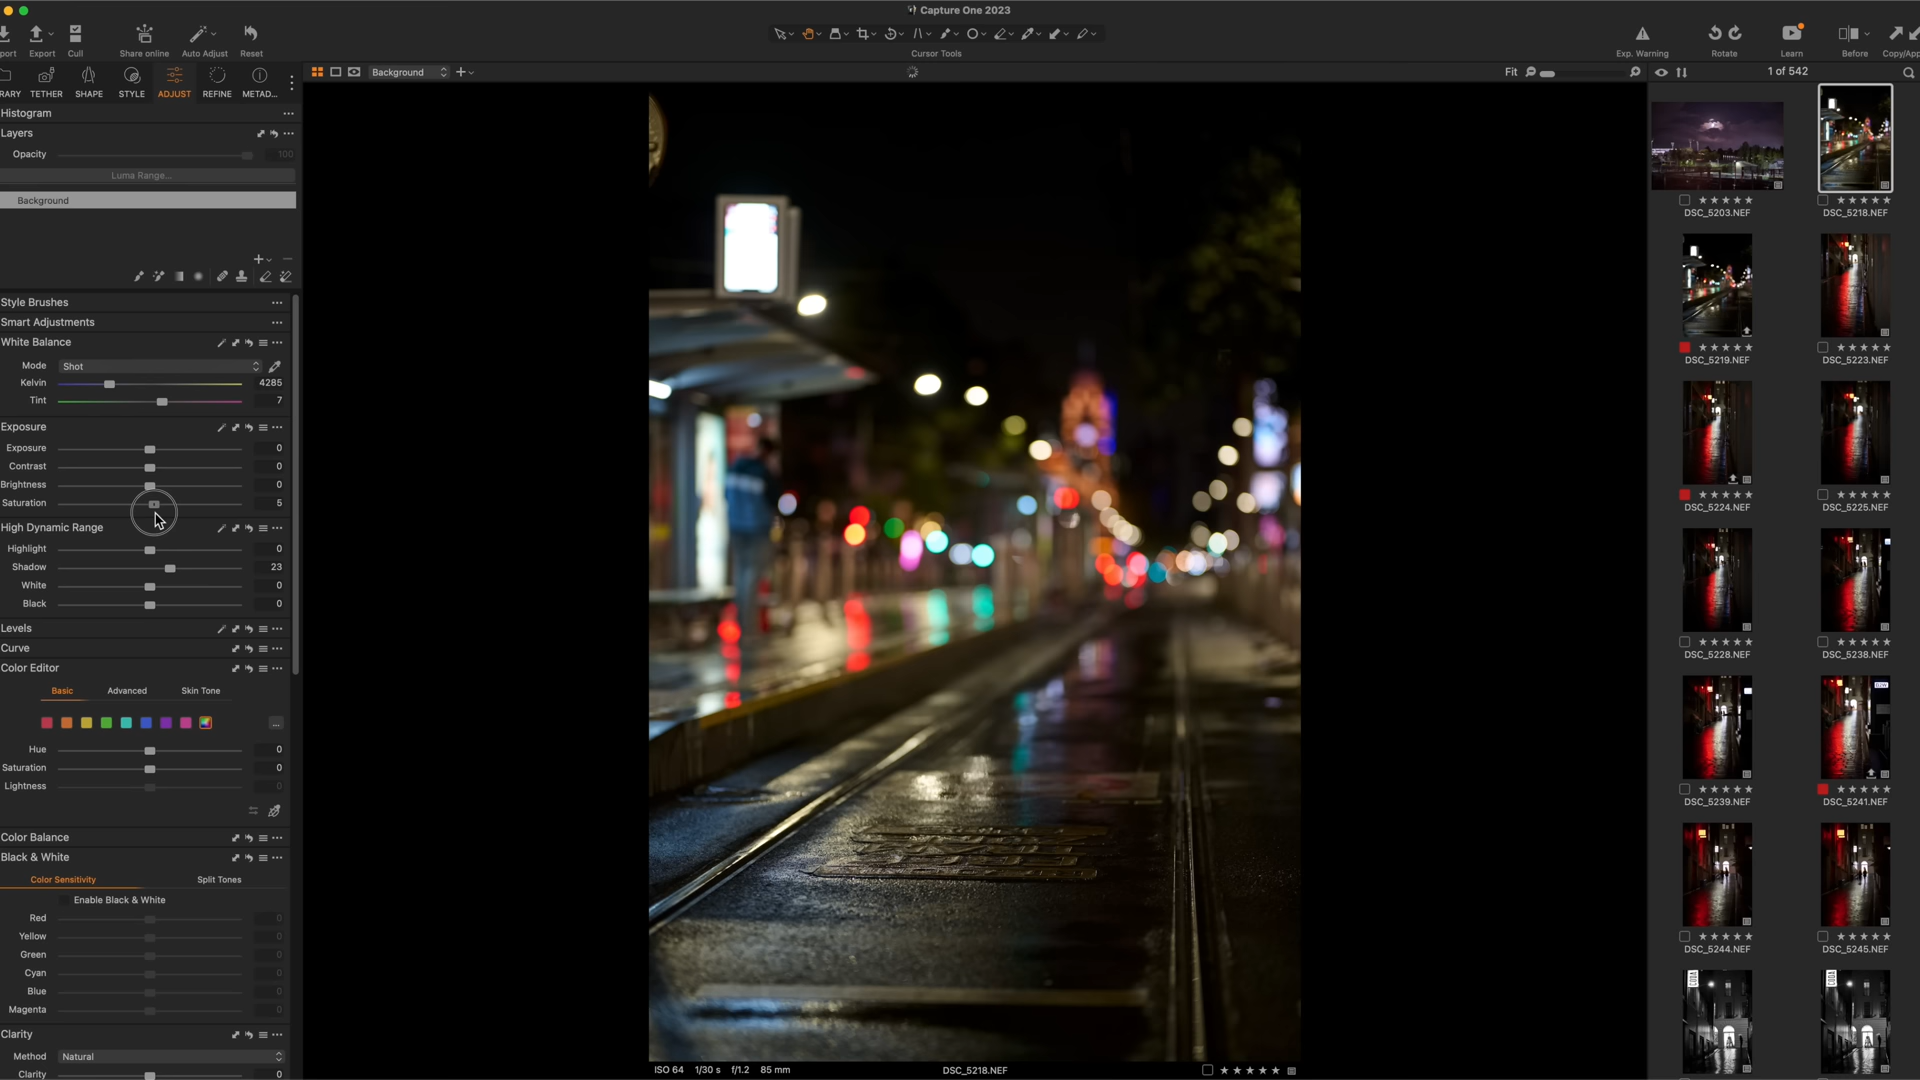 Capture One 2023
Export
Cull
Share online
Auto Adjust
Reset
Cursor Tools
Exp. Warning
Rotate
Learn
Before
TETHER
SHAPE
STYLE
ADJUST
REFINE
METAD...
Background
Fit
1 of 542
Histogram
Layers
Opacity 100
Luma Range...
Background
Style Brushes
Smart Adjustments
White Balance
Mode Shot
Kelvin 4285
Tint 7
Exposure
Exposure 0
Contrast 0
Brightness 0
Saturation 5
High Dynamic Range
Highlight 0
Shadow 23
White 0
Black 0
Levels
Curve
Color Editor
Basic Advanced Skin Tone
Hue 0
Saturation 0
Lightness 0
Color Balance
Black & White
Color Sensitivity Split Tones
Enable Black & White
Red 0
Yellow 0
Green 0
Cyan 0
Blue 0
Magenta 0
Clarity
Method Natural
Clarity 0
ISO 64 1/30 s f/1.2 85 mm
DSC_5218.NEF
DSC_5203.NEF
DSC_5218.NEF
DSC_5219.NEF
DSC_5223.NEF
DSC_5224.NEF
DSC_5225.NEF
DSC_5228.NEF
DSC_5238.NEF
DSC_5239.NEF
DSC_5241.NEF
DSC_5244.NEF
DSC_5245.NEF